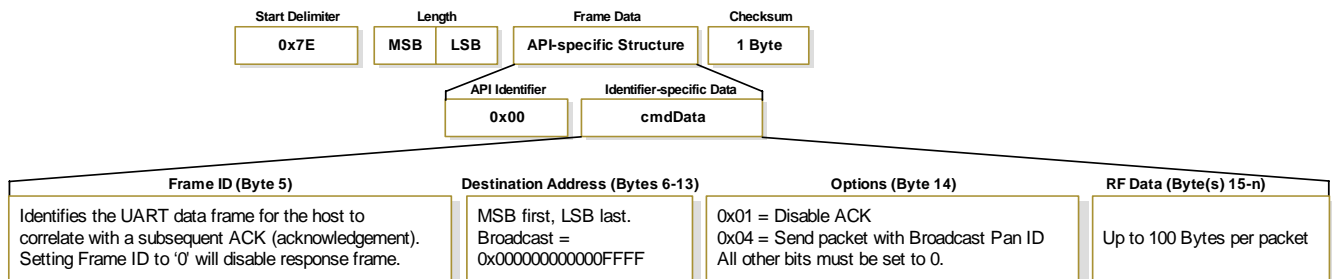 Start Delimiter Length Frame Data Checksum
0x7E MSB LSB API-specific Structure 1 Byte
API Identifier Identifier-specific Data
0x00 cmdData
Frame ID (Byte 5)
Identifies the UART data frame for the host to
correlate with a subsequent ACK (acknowledgement).
Setting Frame ID to ‘0’ will disable response frame.
Destination Address (Bytes 6-13)
MSB first, LSB last.
Broadcast =
0x000000000000FFFF
Options (Byte 14)
0x01 = Disable ACK
0x04 = Send packet with Broadcast Pan ID
All other bits must be set to 0.
RF Data (Byte(s) 15-n)
Up to 100 Bytes per packet